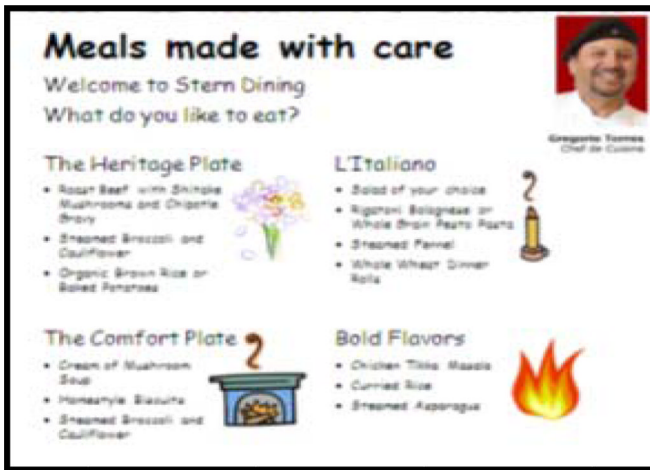 Meals made with care
Welcome to Stern Dining
What do you like to eat?
Gregorio Torres
Chef de Cuisine
The Heritage Plate
• Roast Beef with Shiitake
Mushrooms and Chipotle
Gravy
• Steamed Broccoli and
Cauliflower
• Organic Brown Rice or
Baked Potatoes
L'Italiano
• Salad of your choice
• Rigatoni Bolognese or
Whole Grain Pesto Pasta
• Steamed Fennel
• Whole Wheat Dinner
Rolls
The Comfort Plate
• Cream of Mushroom
Soup
• Homestyle Biscuits
• Steamed Broccoli and
Cauliflower
Bold Flavors
• Chicken Tikka Masala
• Curried Rice
• Steamed Asparagus